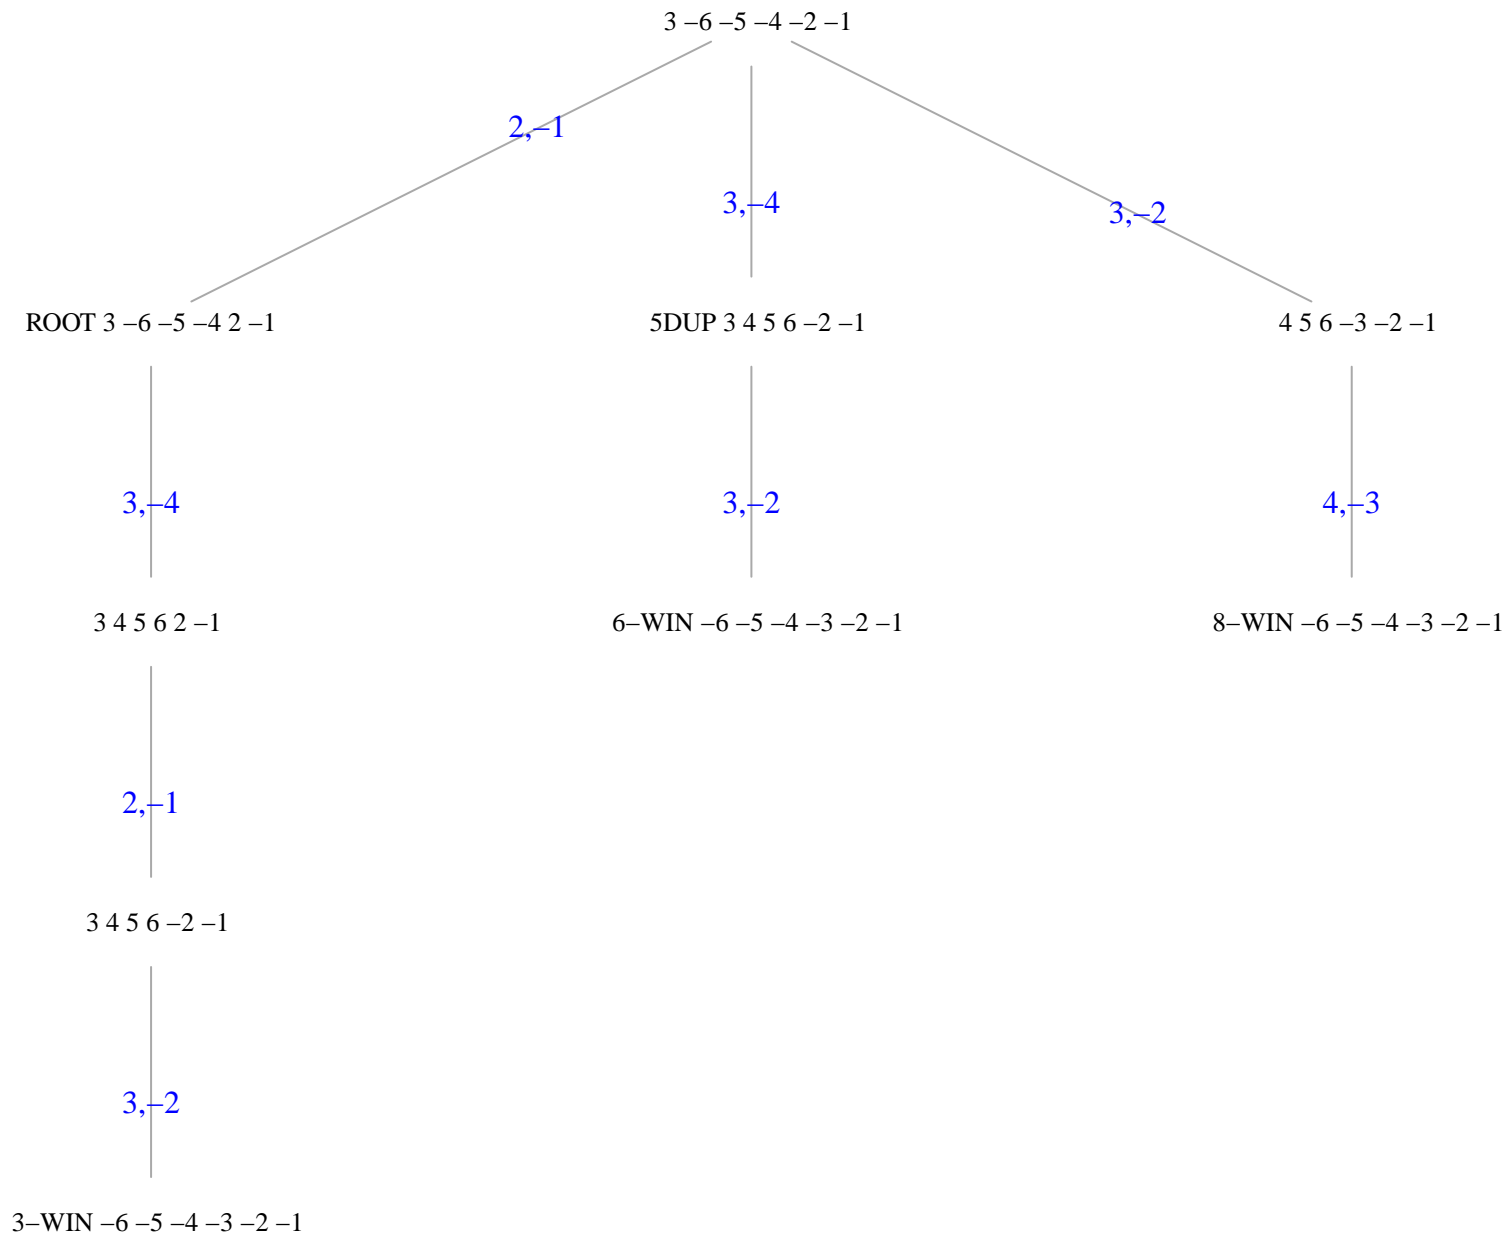 3 –6 –5 –4 –2 –1
2,–1
3,–4
3,–2
ROOT 3 –6 –5 –4 2 –1
5DUP 3 4 5 6 –2 –1
4 5 6 –3 –2 –1
3,–4
3,–2
4,–3
3 4 5 6 2 –1
6–WIN –6 –5 –4 –3 –2 –1
8–WIN –6 –5 –4 –3 –2 –1
2,–1
3 4 5 6 –2 –1
3,–2
3–WIN –6 –5 –4 –3 –2 –1